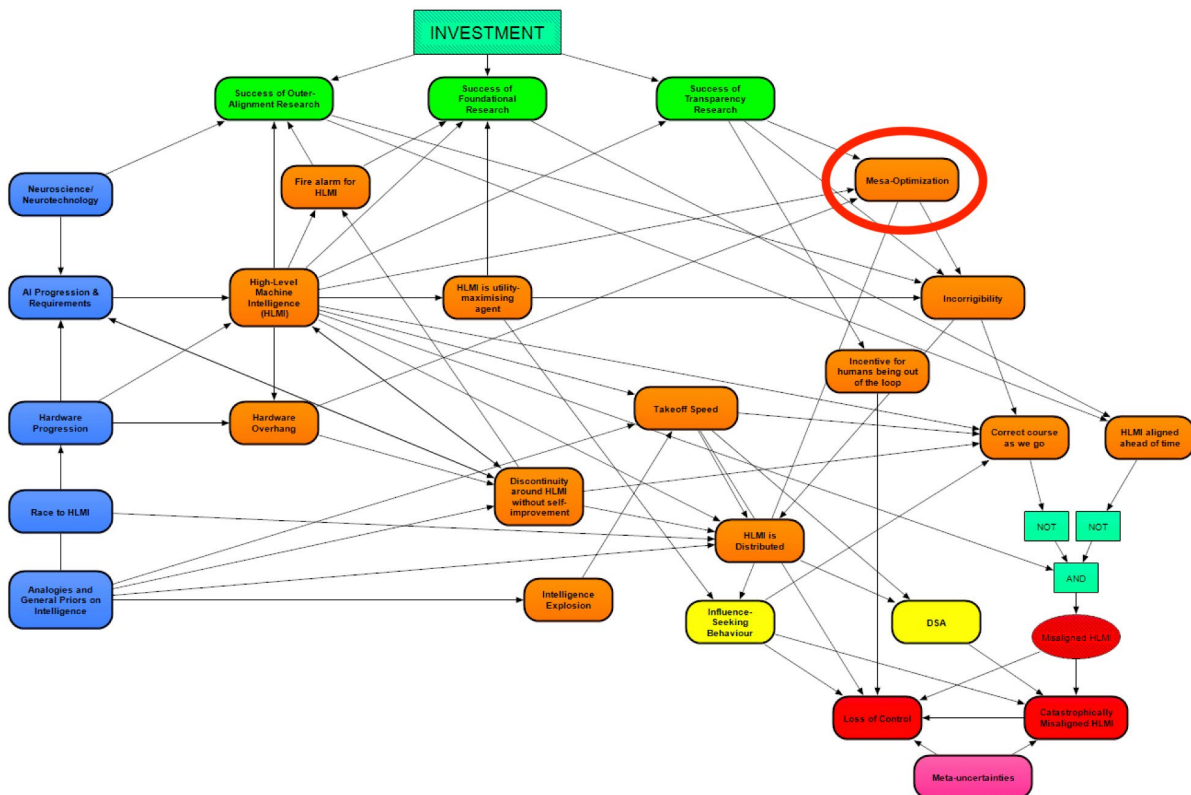 INVESTMENT
Success of Outer-
Alignment Research
Success of
Foundational
Research
Success of
Transparency
Research
Fire alarm for
HLMI
Mesa-Optimization
Neuroscience/
Neurotechnology
AI Progression &
Requirements
High-Level
Machine
Intelligence
(HLMI)
HLMI is utility-
maximising
agent
Incorrigibility
Incentive for
humans being out
of the loop
Hardware
Progression
Hardware
Overhang
Takeoff Speed
Correct course
as we go
HLMI aligned
ahead of time
Discontinuity
around HLMI
without self-
improvement
Race to HLMI
HLMI is
Distributed
NOT
NOT
AND
Analogies and
General Priors on
Intelligence
Intelligence
Explosion
Influence-
Seeking
Behaviour
DSA
Misaligned HLMI
Loss of Control
Catastrophically
Misaligned HLMI
Meta-uncertainties